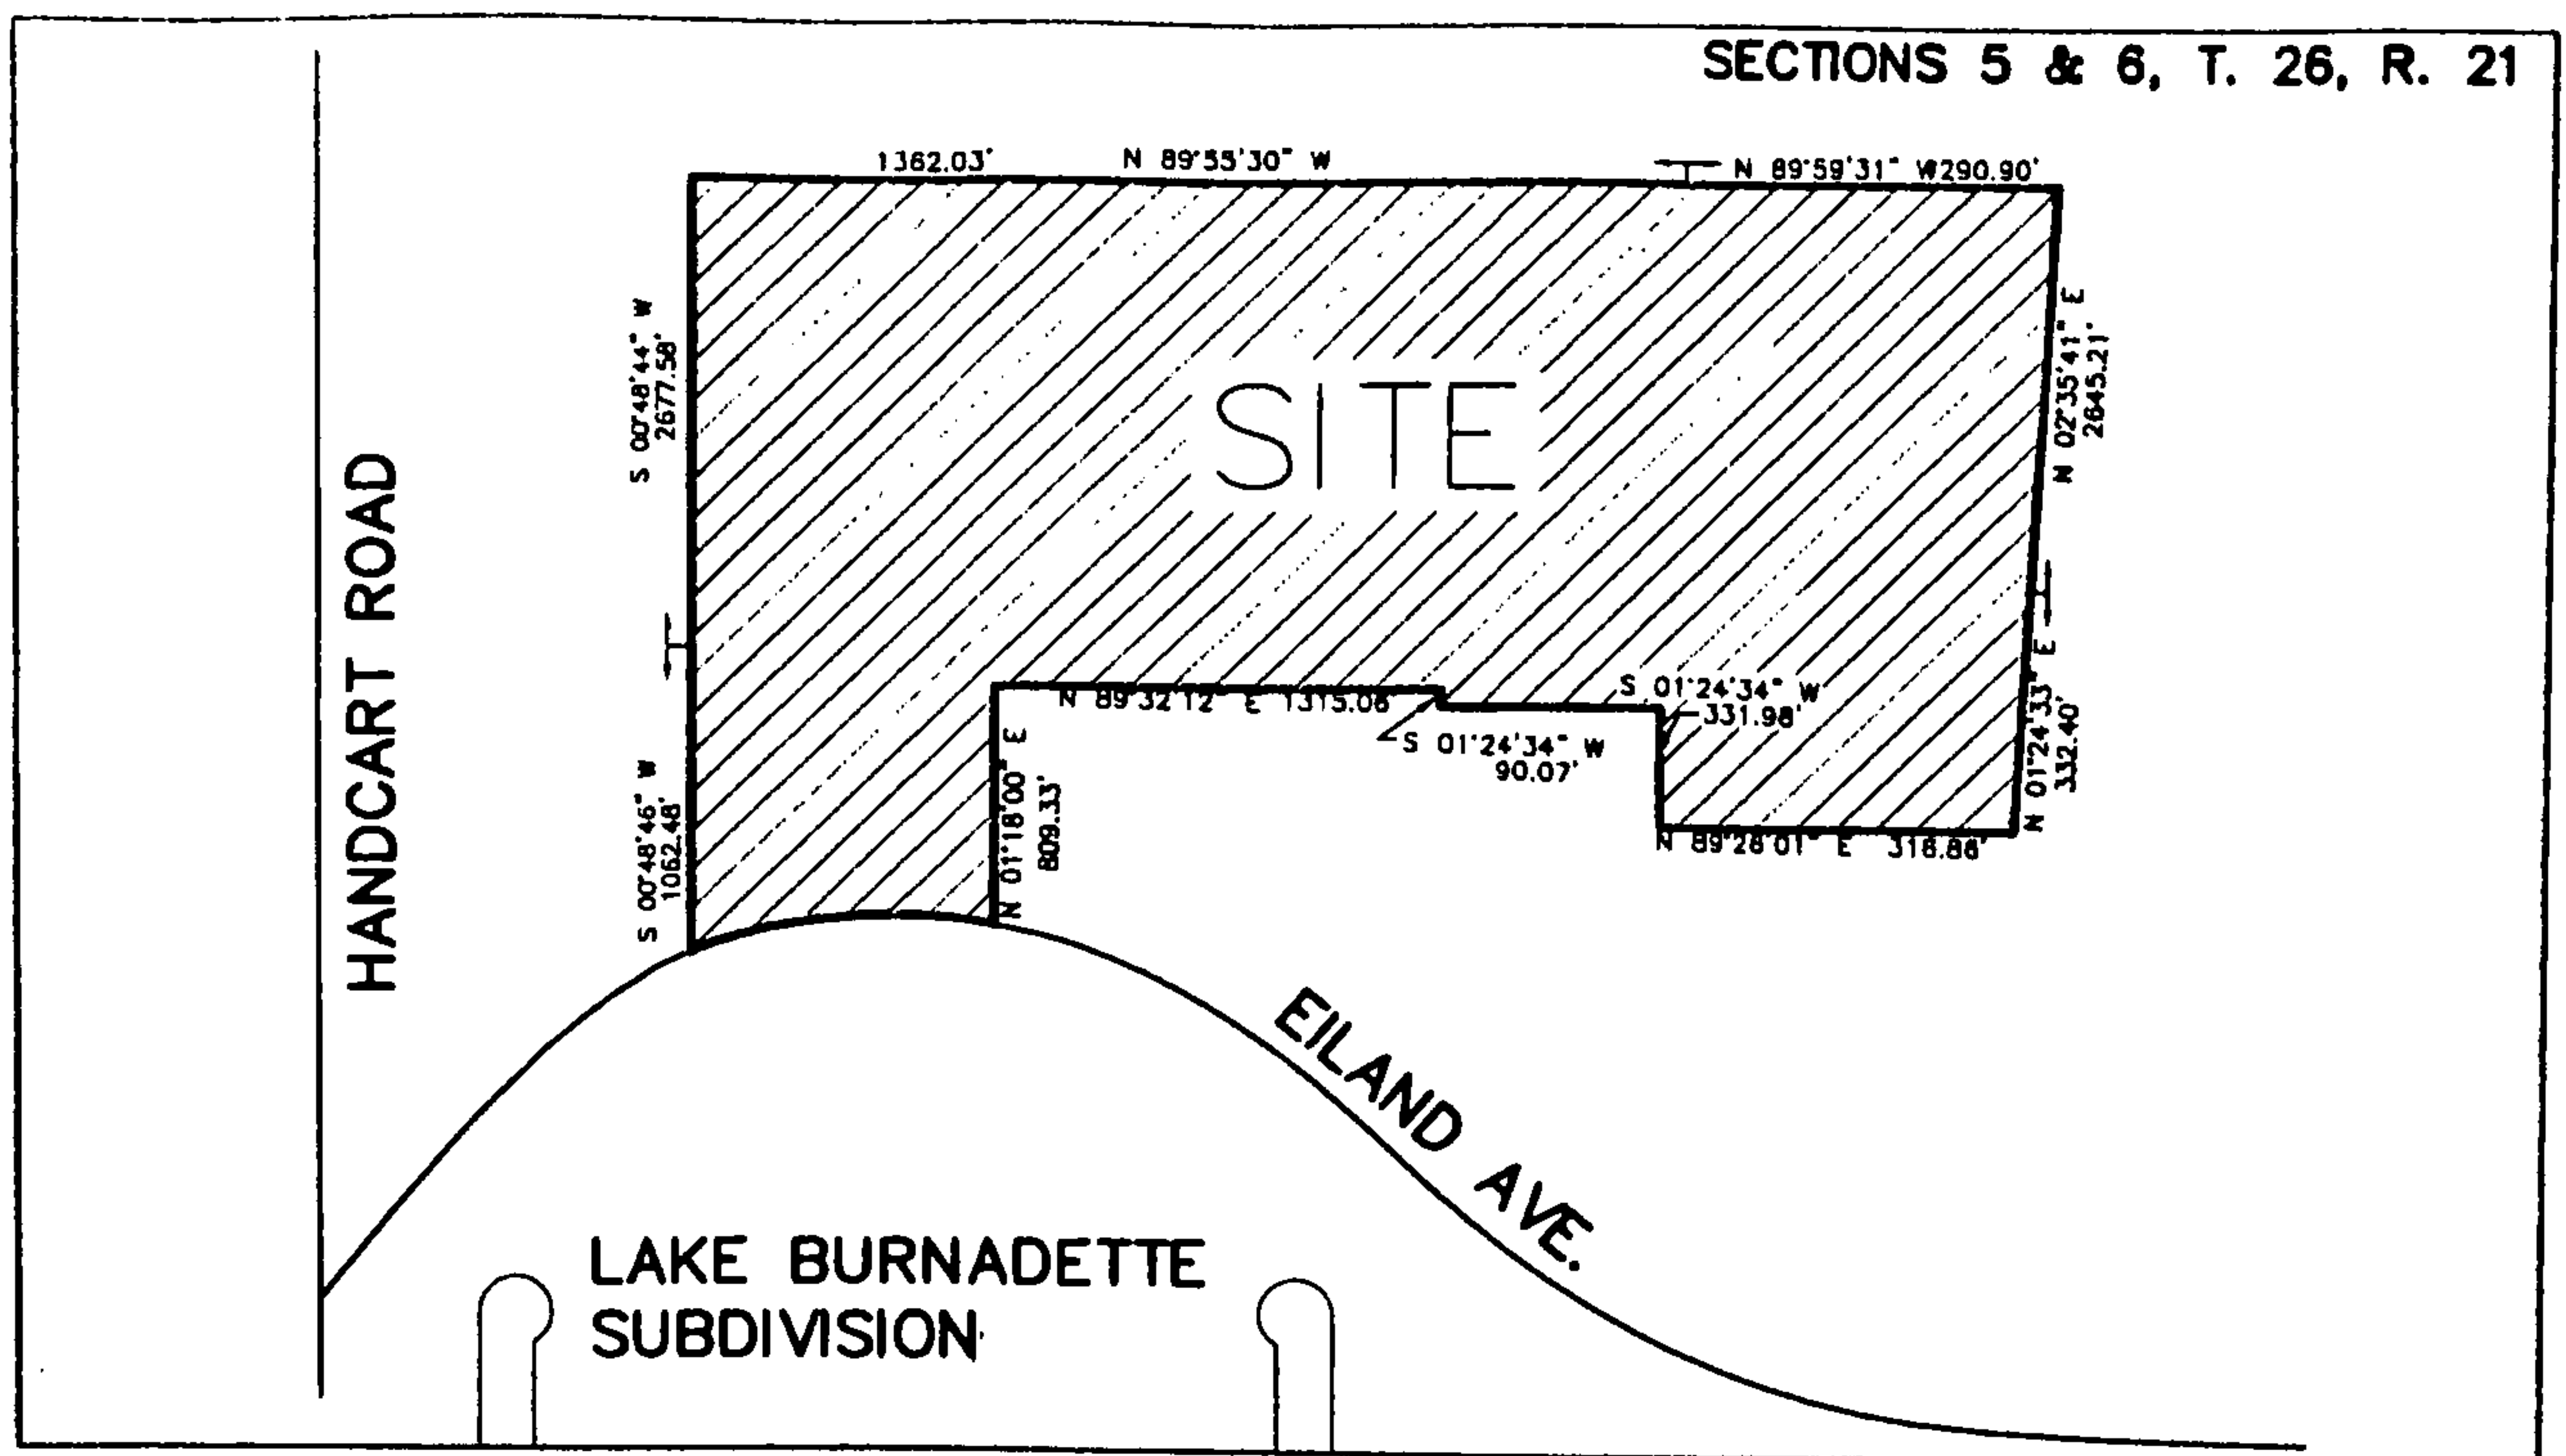 SECTIONS 5 & 6, T. 26, R. 21
1362.03' N 89°55'30" W
N 89°59'31" W 290.90'
S 00°48'44" W
2677.58'
SITE
N 02°35'41" E
2645.21'
HANDCART ROAD
N 89°32'12" E 1315.06'
S 01°24'34" W
331.98'
S 01°24'34" W
90.07'
N 01°24'33" E
332.40'
S 00°48'46" W
1062.48'
N 01°18'00" E
809.33'
N 89°28'01" E 318.86'
EILAND AVE.
LAKE BURNADETTE
SUBDIVISION